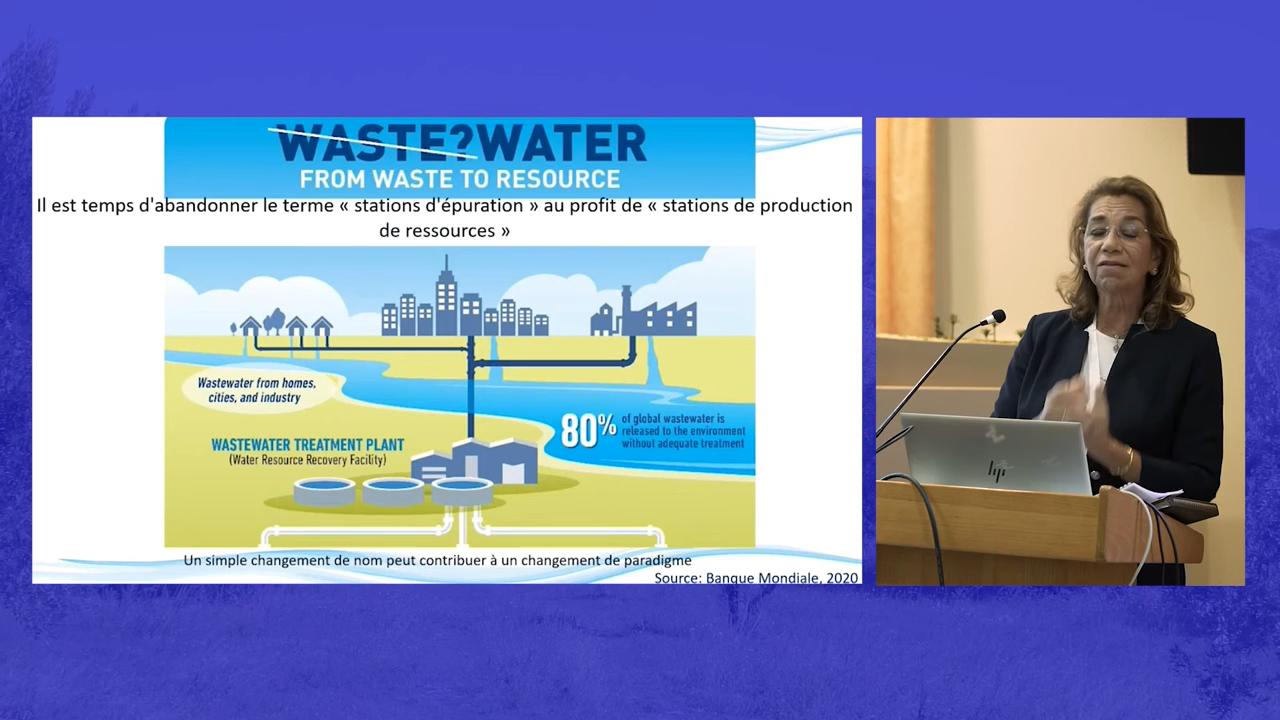 WASTE?WATER
FROM WASTE TO RESOURCE
Il est temps d'abandonner le terme « stations d'épuration » au profit de « stations de production
de ressources »
Wastewater from homes,
cities, and industry
80%
of global wastewater is
released to the environment
without adequate treatment
WASTEWATER TREATMENT PLANT
(Water Resource Recovery Facility)
Un simple changement de nom peut contribuer à un changement de paradigme
Source: Banque Mondiale, 2020
hp